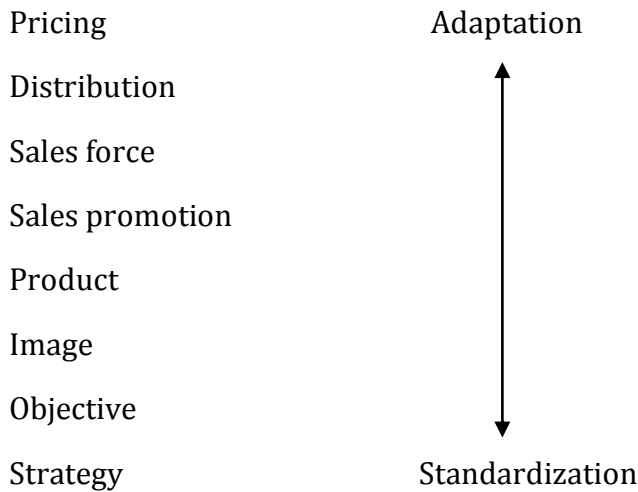 Pricing Adaptation
Distribution
Sales force
Sales promotion
Product
Image
Objective
Strategy Standardization